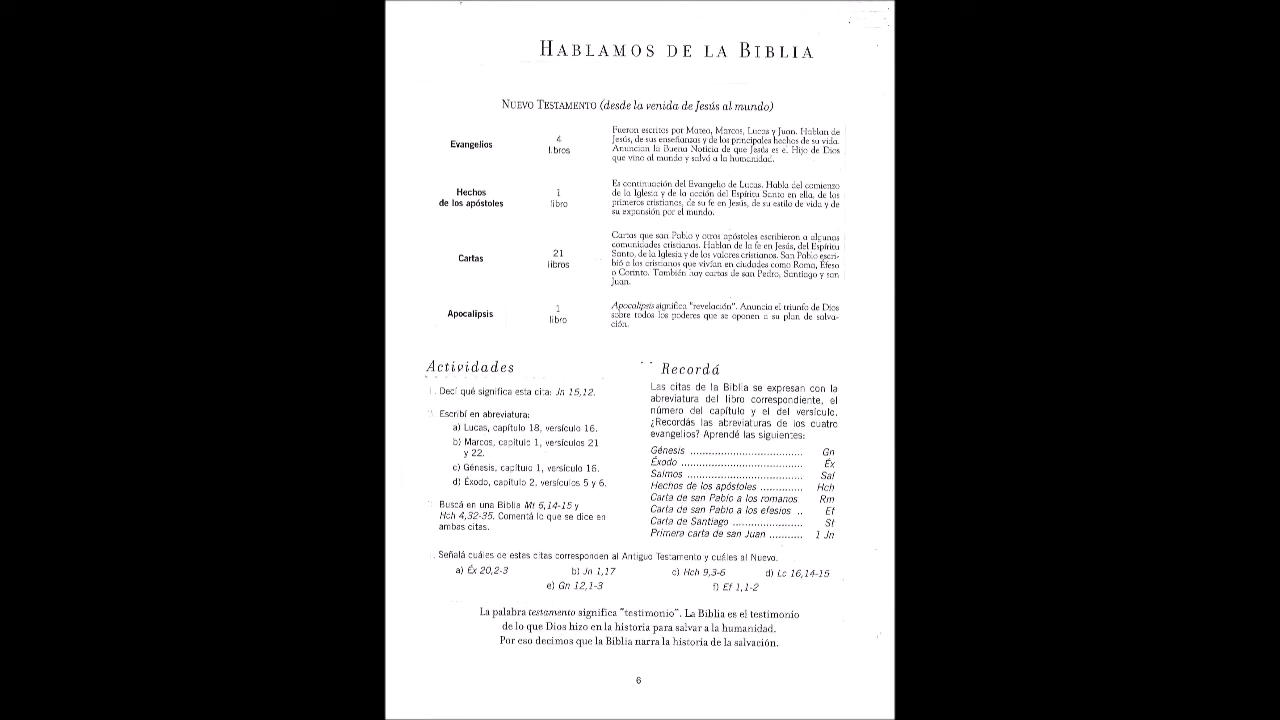 HABLAMOS DE LA BIBLIA
NUEVO TESTAMENTO (desde la venida de Jesús al mundo)
Evangelios
4
libros
Fueron escritos por Mateo, Marcos, Lucas y Juan. Hablan de
Jesús, de sus enseñanzas y de los principales hechos de su vida.
Anuncian la Buena Noticia de que Jesús es el Hijo de Dios
que vino al mundo y salvó a la humanidad.
Hechos
de los apóstoles
1
libro
Es continuación del Evangelio de Lucas. Habla del comienzo
de la Iglesia y de la acción del Espíritu Santo en ella, de los
primeros cristianos, de su fe en Jesús, de su estilo de vida y de
su expansión por el mundo.
Cartas
21
libros
Cartas que san Pablo y otros apóstoles escribieron a algunas
comunidades cristianas. Hablan de la fe en Jesús, del Espíritu
Santo, de la Iglesia y de los valores cristianos. San Pablo escri-
bió a los cristianos que vivían en ciudades como Roma, Éfeso
o Corinto. También hay cartas de san Pedro, Santiago y san
Juan.
Apocalipsis
1
libro
Apocalipsis significa "revelación". Anuncia el triunfo de Dios
sobre todos los poderes que se oponen a su plan de salva-
ción.
Actividades
Decí qué significa esta cita: Jn 15,12.
Escribí en abreviatura:
a) Lucas, capítulo 18, versículo 16.
b) Marcos, capítulo 1, versículos 21
y 22.
c) Génesis, capítulo 1, versículo 16.
d) Éxodo, capítulo 2, versículos 5 y 6.
Buscá en una Biblia Mt 6,14-15 y
Hch 4,32-35. Comentá lo que se dice en
ambas citas.
Recordá
Las citas de la Biblia se expresan con la
abreviatura del libro correspondiente, el
número del capítulo y el del versículo.
¿Recordás las abreviaturas de los cuatro
evangelios? Aprendé las siguientes:
Génesis .................................... Gn
Éxodo ....................................... Éx
Salmos ..................................... Sal
Hechos de los apóstoles ............. Hch
Carta de san Pablo a los romanos Rm
Carta de san Pablo a los efesios .. Ef
Carta de Santiago ...................... St
Primera carta de san Juan ........... 1 Jn
Señalá cuáles de estas citas corresponden al Antiguo Testamento y cuáles al Nuevo.
a) Éx 20,2-3 b) Jn 1,17 c) Hch 9,3-6 d) Lc 16,14-15
e) Gn 12,1-3 f) Ef 1,1-2
La palabra testamento significa "testimonio". La Biblia es el testimonio
de lo que Dios hizo en la historia para salvar a la humanidad.
Por eso decimos que la Biblia narra la historia de la salvación.
6